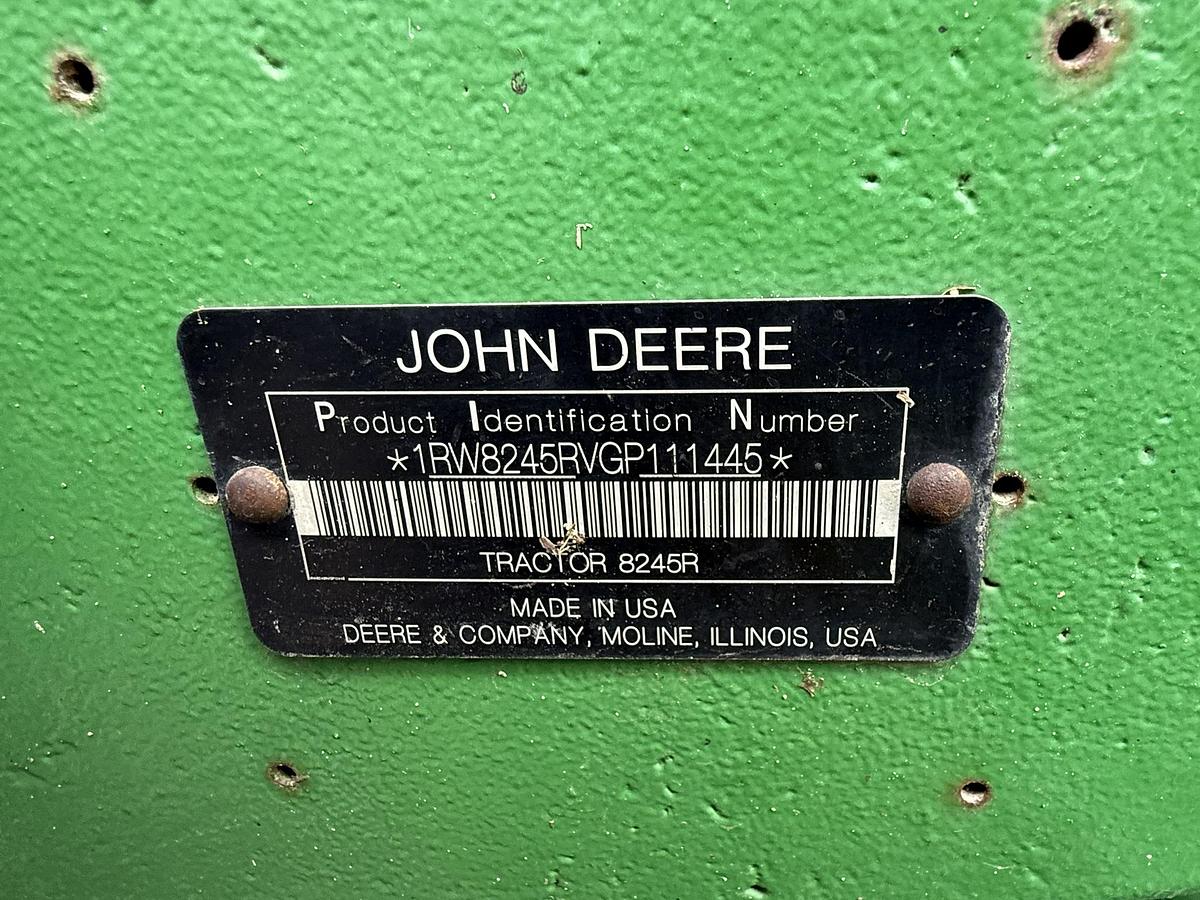 JOHN DEERE
Product Identification Number
*1RW8245RVGP111445*
TRACTOR 8245R
MADE IN USA
DEERE & COMPANY, MOLINE, ILLINOIS, USA